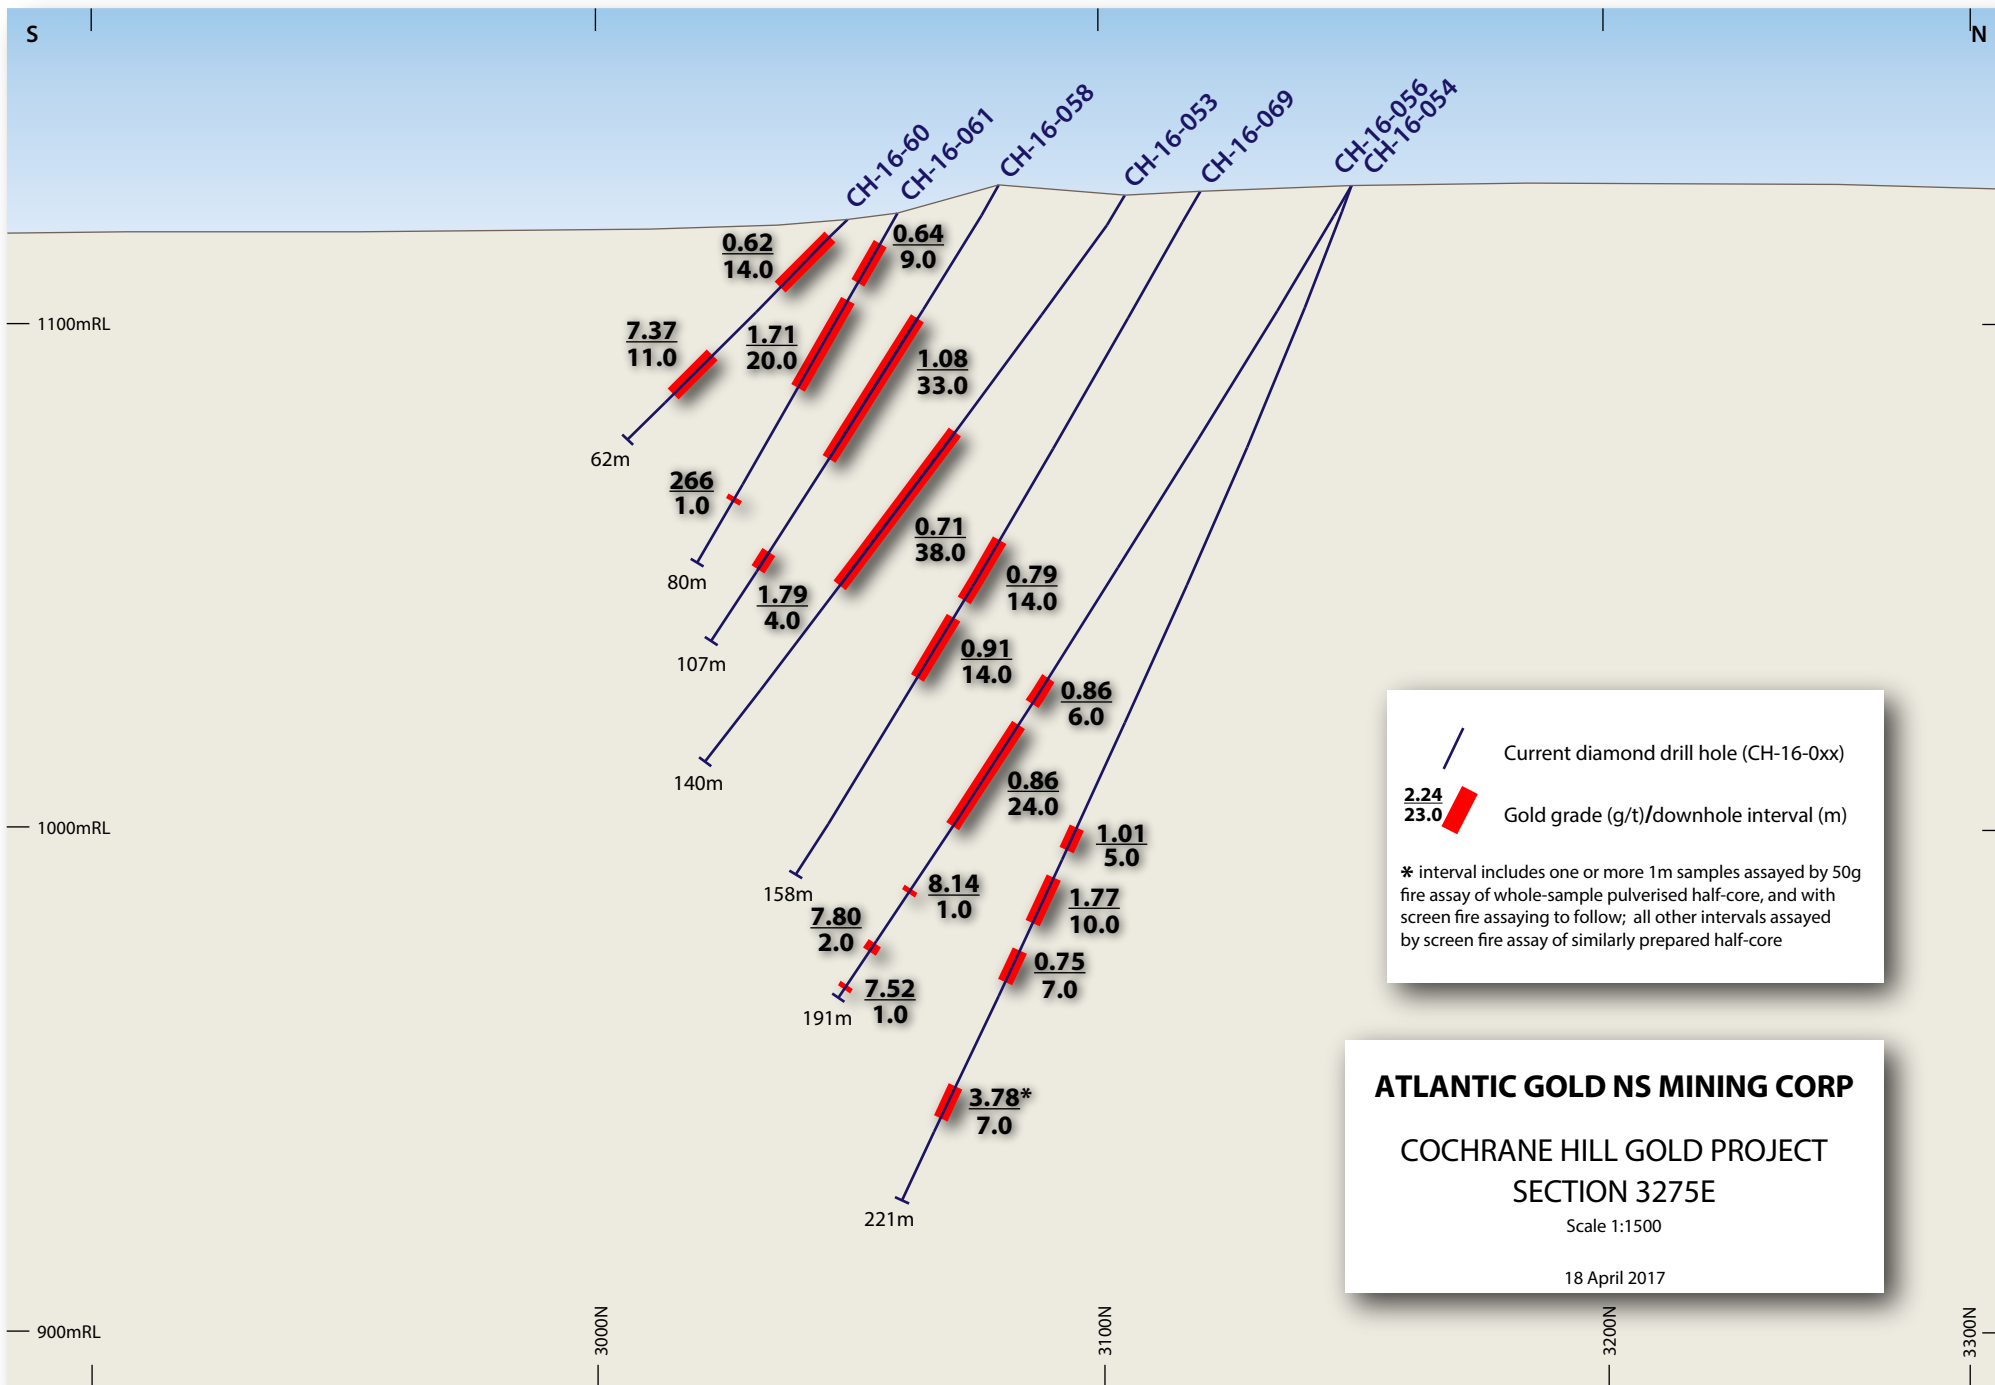 S
N
CH-16-60
CH-16-061
CH-16-058
CH-16-053
CH-16-069
CH-16-056
CH-16-054
0.62
14.0
0.64
9.0
1100mRL
7.37
11.0
1.71
20.0
1.08
33.0
62m
266
1.0
0.71
38.0
80m
0.79
14.0
1.79
4.0
107m
0.91
14.0
0.86
6.0
140m
0.86
24.0
1000mRL
1.01
5.0
158m
8.14
1.0
1.77
10.0
7.80
2.0
0.75
7.0
7.52
1.0
191m
3.78*
7.0
221m
Current diamond drill hole (CH-16-0xx)
2.24
23.0
Gold grade (g/t)/downhole interval (m)
* interval includes one or more 1m samples assayed by 50g
fire assay of whole-sample pulverised half-core, and with
screen fire assaying to follow; all other intervals assayed
by screen fire assay of similarly prepared half-core
ATLANTIC GOLD NS MINING CORP
COCHRANE HILL GOLD PROJECT
SECTION 3275E
Scale 1:1500
18 April 2017
900mRL
3000N
3100N
3200N
3300N